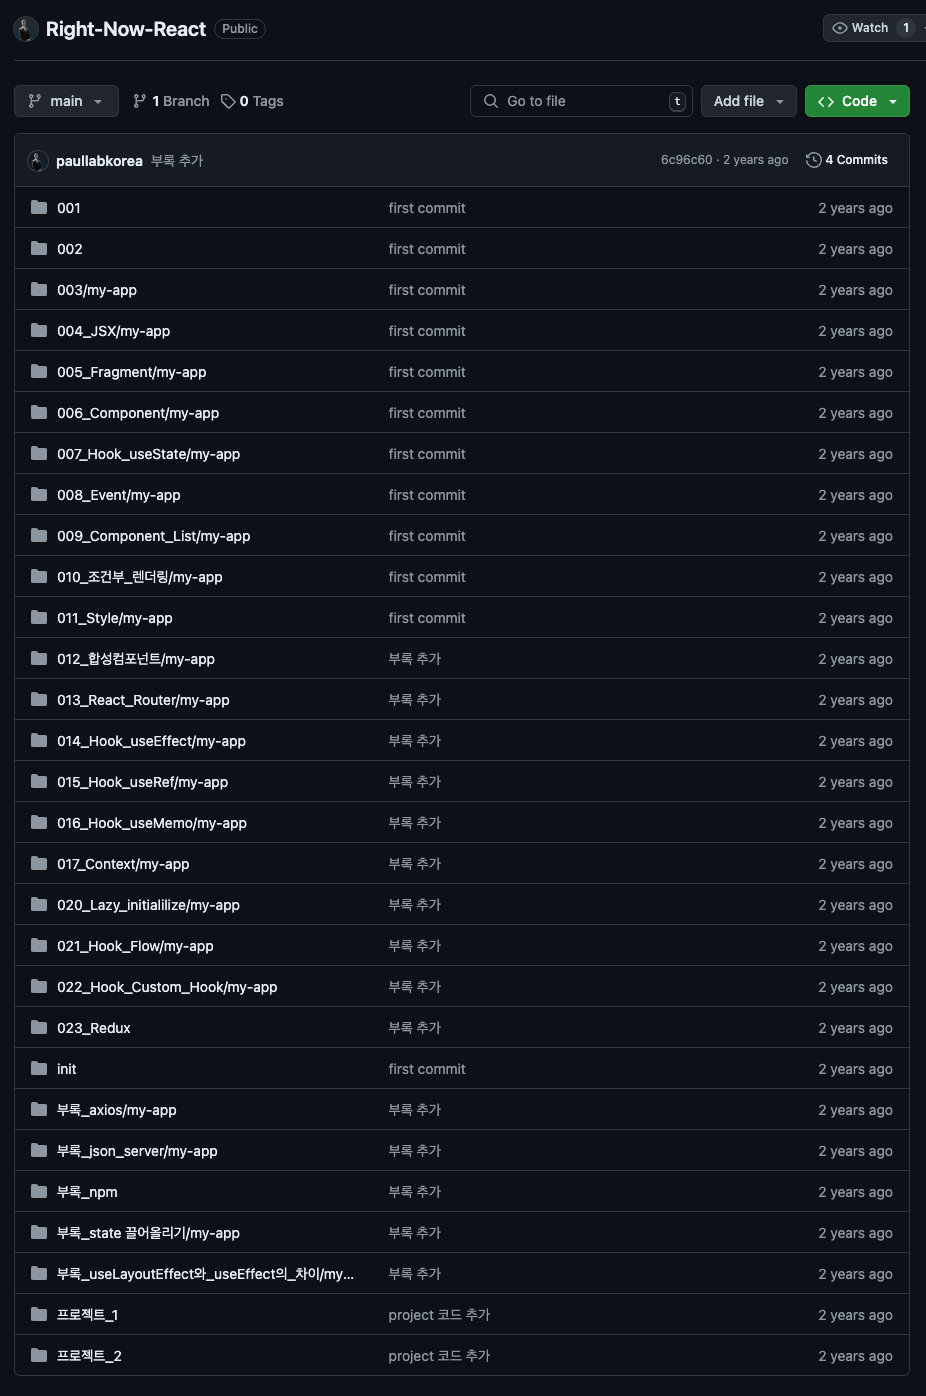 Right-Now-React Public Watch 1
main 1 Branch 0 Tags Go to file t Add file Code
paullabkorea 부록 추가 6c96c60 · 2 years ago 4 Commits
001 first commit 2 years ago
002 first commit 2 years ago
003/my-app first commit 2 years ago
004_JSX/my-app first commit 2 years ago
005_Fragment/my-app first commit 2 years ago
006_Component/my-app first commit 2 years ago
007_Hook_useState/my-app first commit 2 years ago
008_Event/my-app first commit 2 years ago
009_Component_List/my-app first commit 2 years ago
010_조건부_렌더링/my-app first commit 2 years ago
011_Style/my-app first commit 2 years ago
012_합성컴포넌트/my-app 부록 추가 2 years ago
013_React_Router/my-app 부록 추가 2 years ago
014_Hook_useEffect/my-app 부록 추가 2 years ago
015_Hook_useRef/my-app 부록 추가 2 years ago
016_Hook_useMemo/my-app 부록 추가 2 years ago
017_Context/my-app 부록 추가 2 years ago
020_Lazy_initialilize/my-app 부록 추가 2 years ago
021_Hook_Flow/my-app 부록 추가 2 years ago
022_Hook_Custom_Hook/my-app 부록 추가 2 years ago
023_Redux 부록 추가 2 years ago
init first commit 2 years ago
부록_axios/my-app 부록 추가 2 years ago
부록_json_server/my-app 부록 추가 2 years ago
부록_npm 부록 추가 2 years ago
부록_state 끌어올리기/my-app 부록 추가 2 years ago
부록_useLayoutEffect와_useEffect의_차이/my... 부록 추가 2 years ago
프로젝트_1 project 코드 추가 2 years ago
프로젝트_2 project 코드 추가 2 years ago